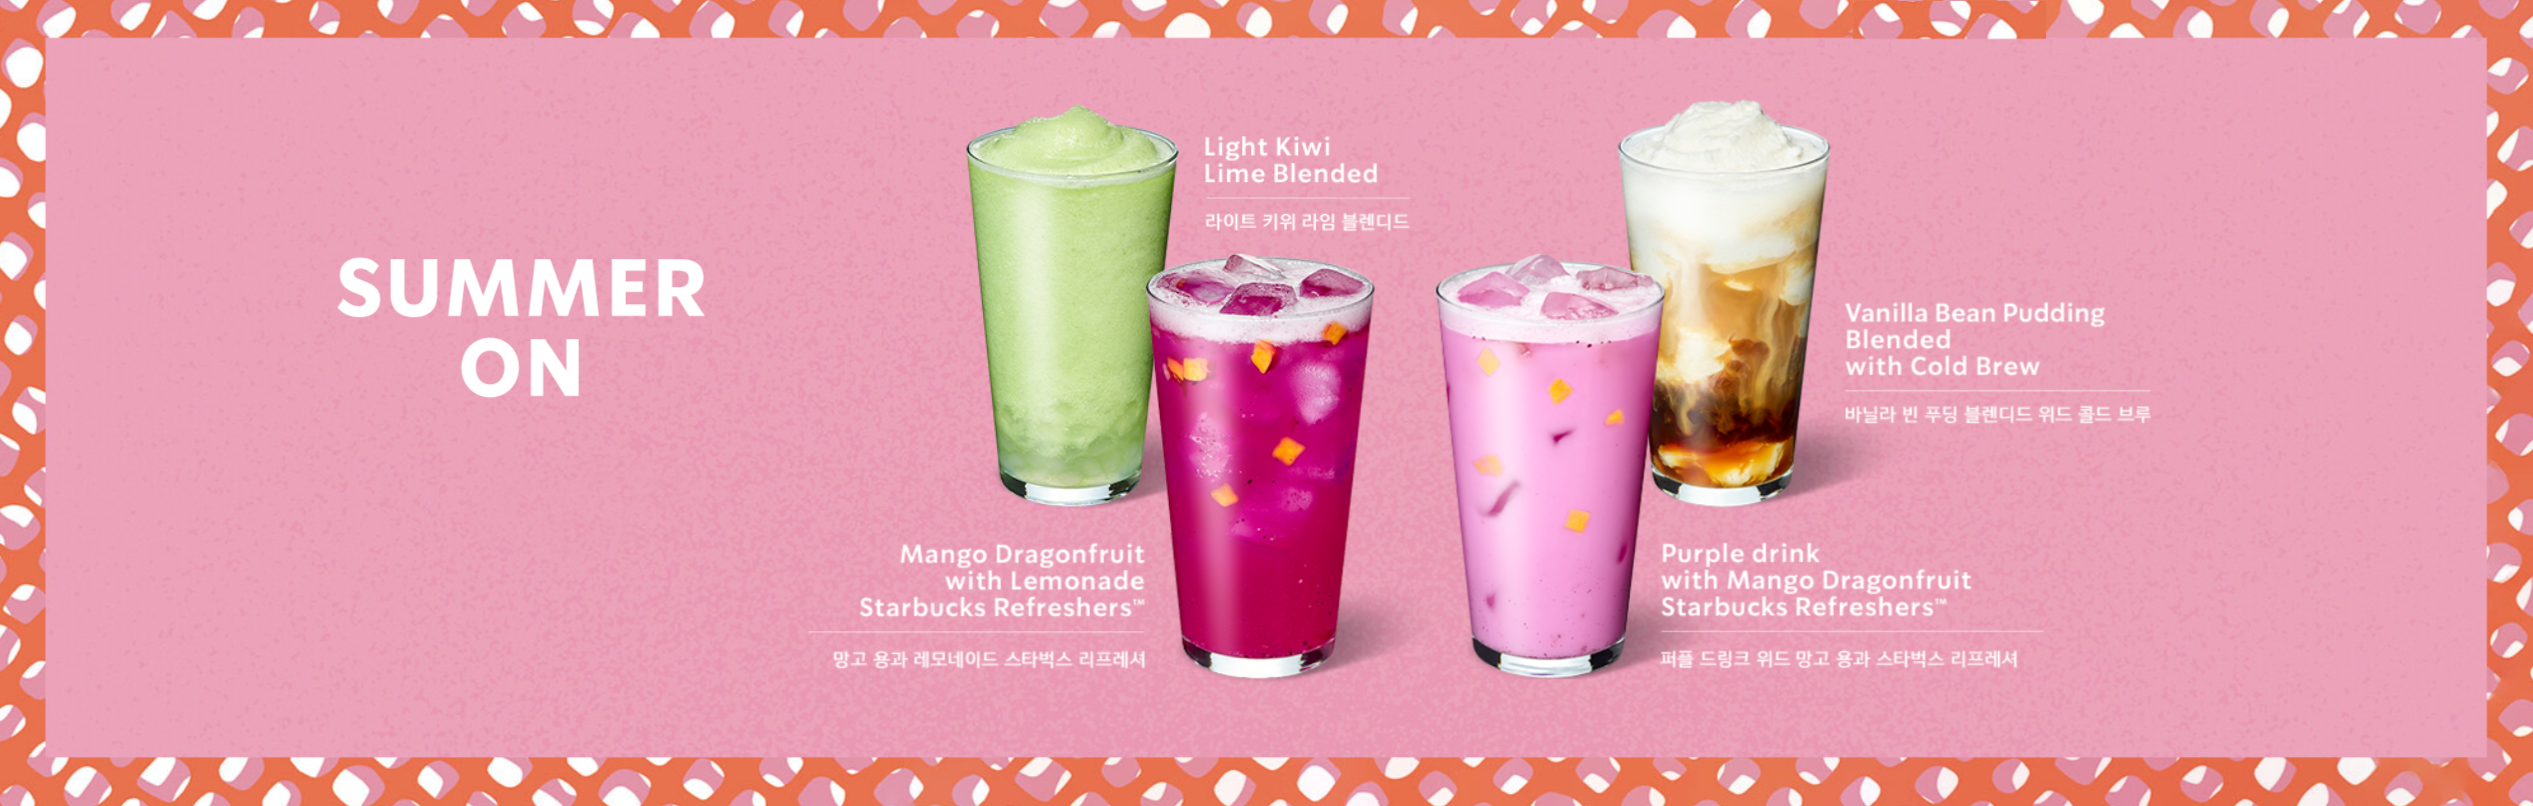 SUMMER
ON
Light Kiwi
Lime Blended
라이트 키위 라임 블렌디드
Mango Dragonfruit
with Lemonade
Starbucks Refreshers™
망고 용과 레모네이드 스타벅스 리프레셔
Purple drink
with Mango Dragonfruit
Starbucks Refreshers™
퍼플 드링크 위드 망고 용과 스타벅스 리프레셔
Vanilla Bean Pudding
Blended
with Cold Brew
바닐라 빈 푸딩 블렌디드 위드 콜드 브루